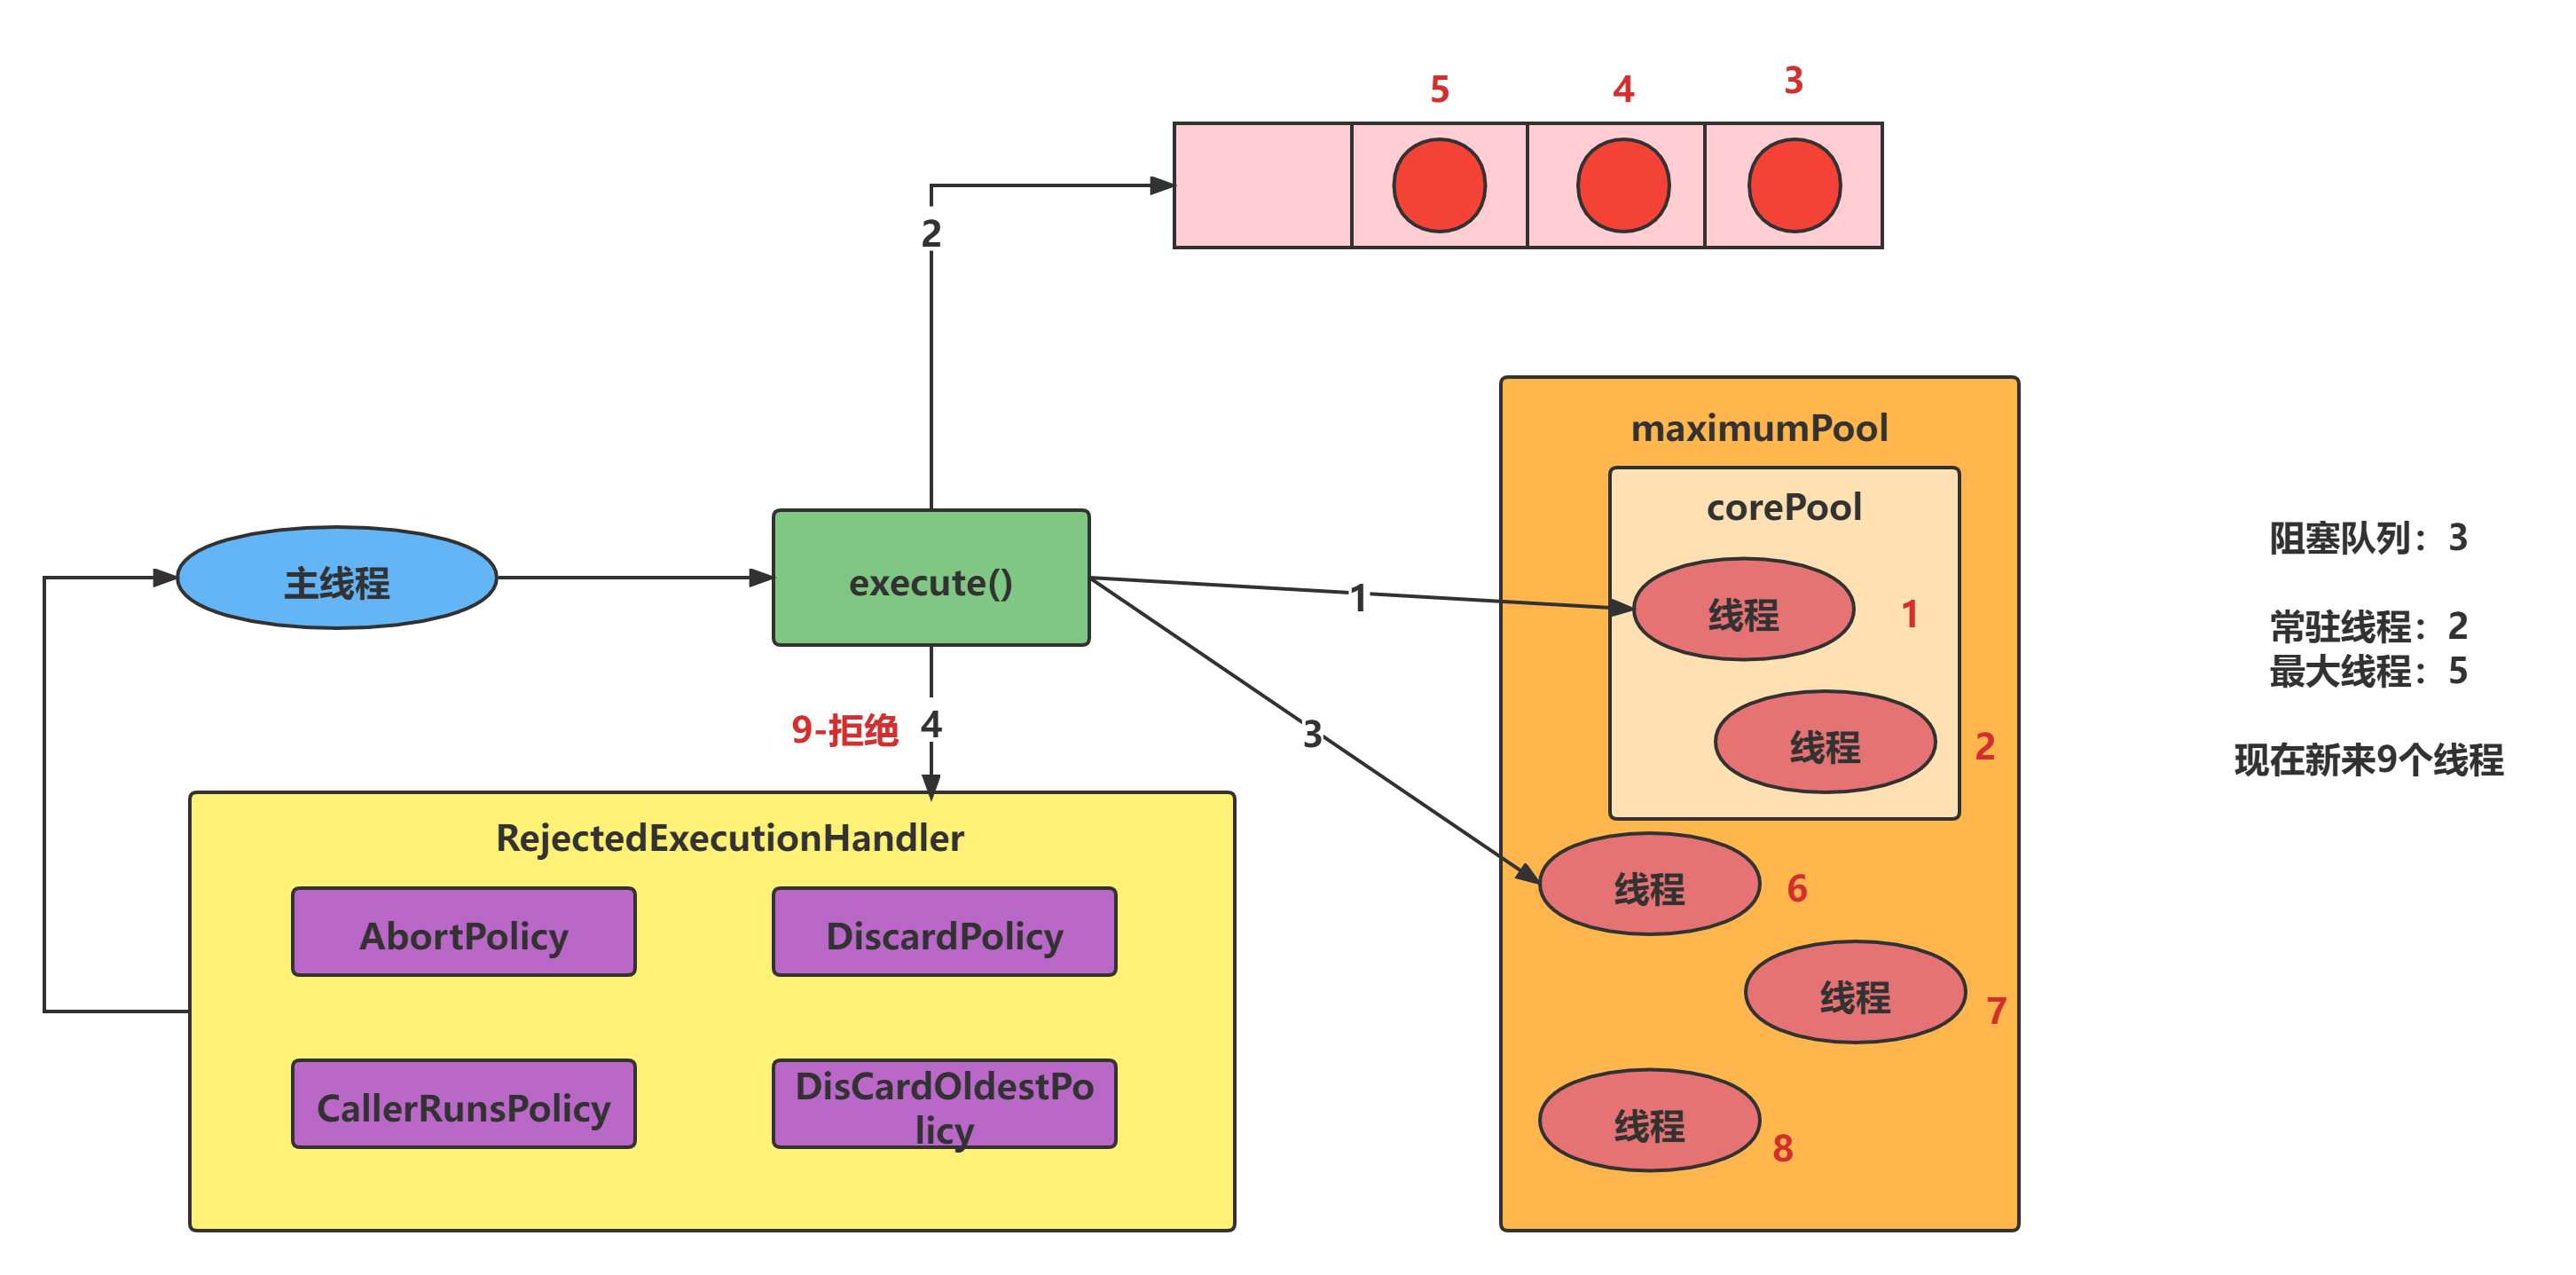 5
4
3
2
maximumPool
corePool
阻塞队列：3
主线程
execute()
1
线程
1
常驻线程：2
最大线程：5
9-拒绝
4
3
线程
2
现在新来9个线程
RejectedExecutionHandler
线程
6
AbortPolicy
DiscardPolicy
线程
7
CallerRunsPolicy
DisCardOldestPo
licy
线程
8